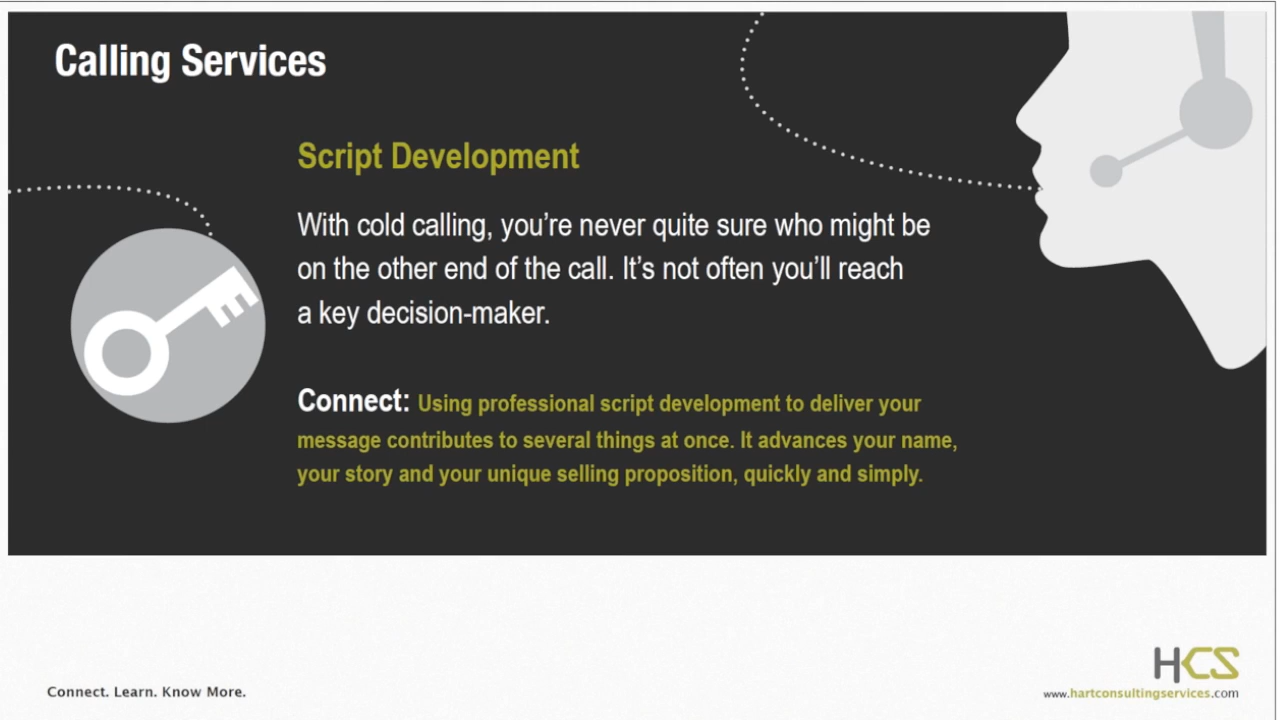 Calling Services
Script Development
With cold calling, you’re never quite sure who might be
on the other end of the call. It’s not often you’ll reach
a key decision-maker.
Connect: Using professional script development to deliver your
message contributes to several things at once. It advances your name,
your story and your unique selling proposition, quickly and simply.
HCS
Connect. Learn. Know More.
www.hartconsultingservices.com